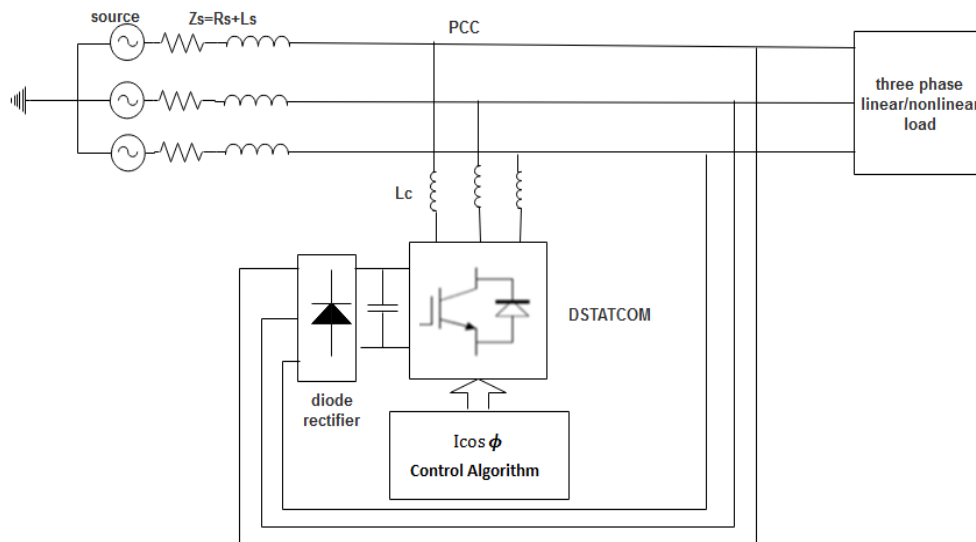 source
Zs=Rs+Ls
PCC
three phase
linear/nonlinear
load
Lc
DSTATCOM
diode
rectifier
Icos ϕ
Control Algorithm